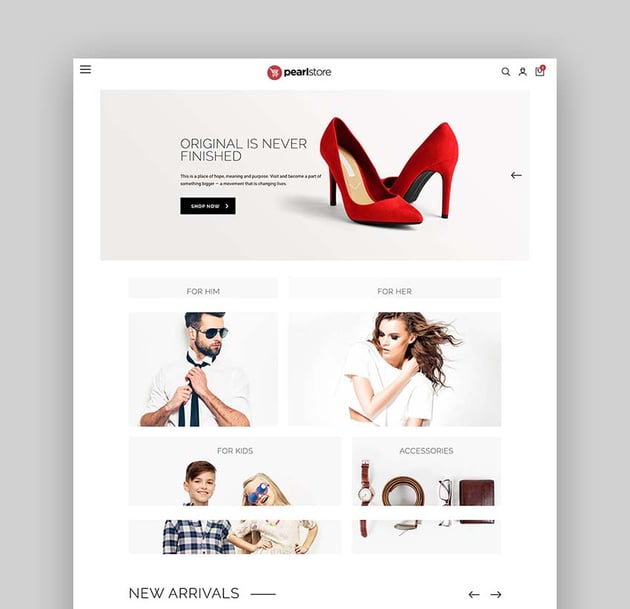 pearlstore
ORIGINAL IS NEVER
FINISHED
This is a place of hope, meaning and purpose. Visit and become a part of
something bigger – a movement that is changing lives.
SHOP NOW
FOR HIM
FOR HER
FOR KIDS
ACCESSORIES
NEW ARRIVALS